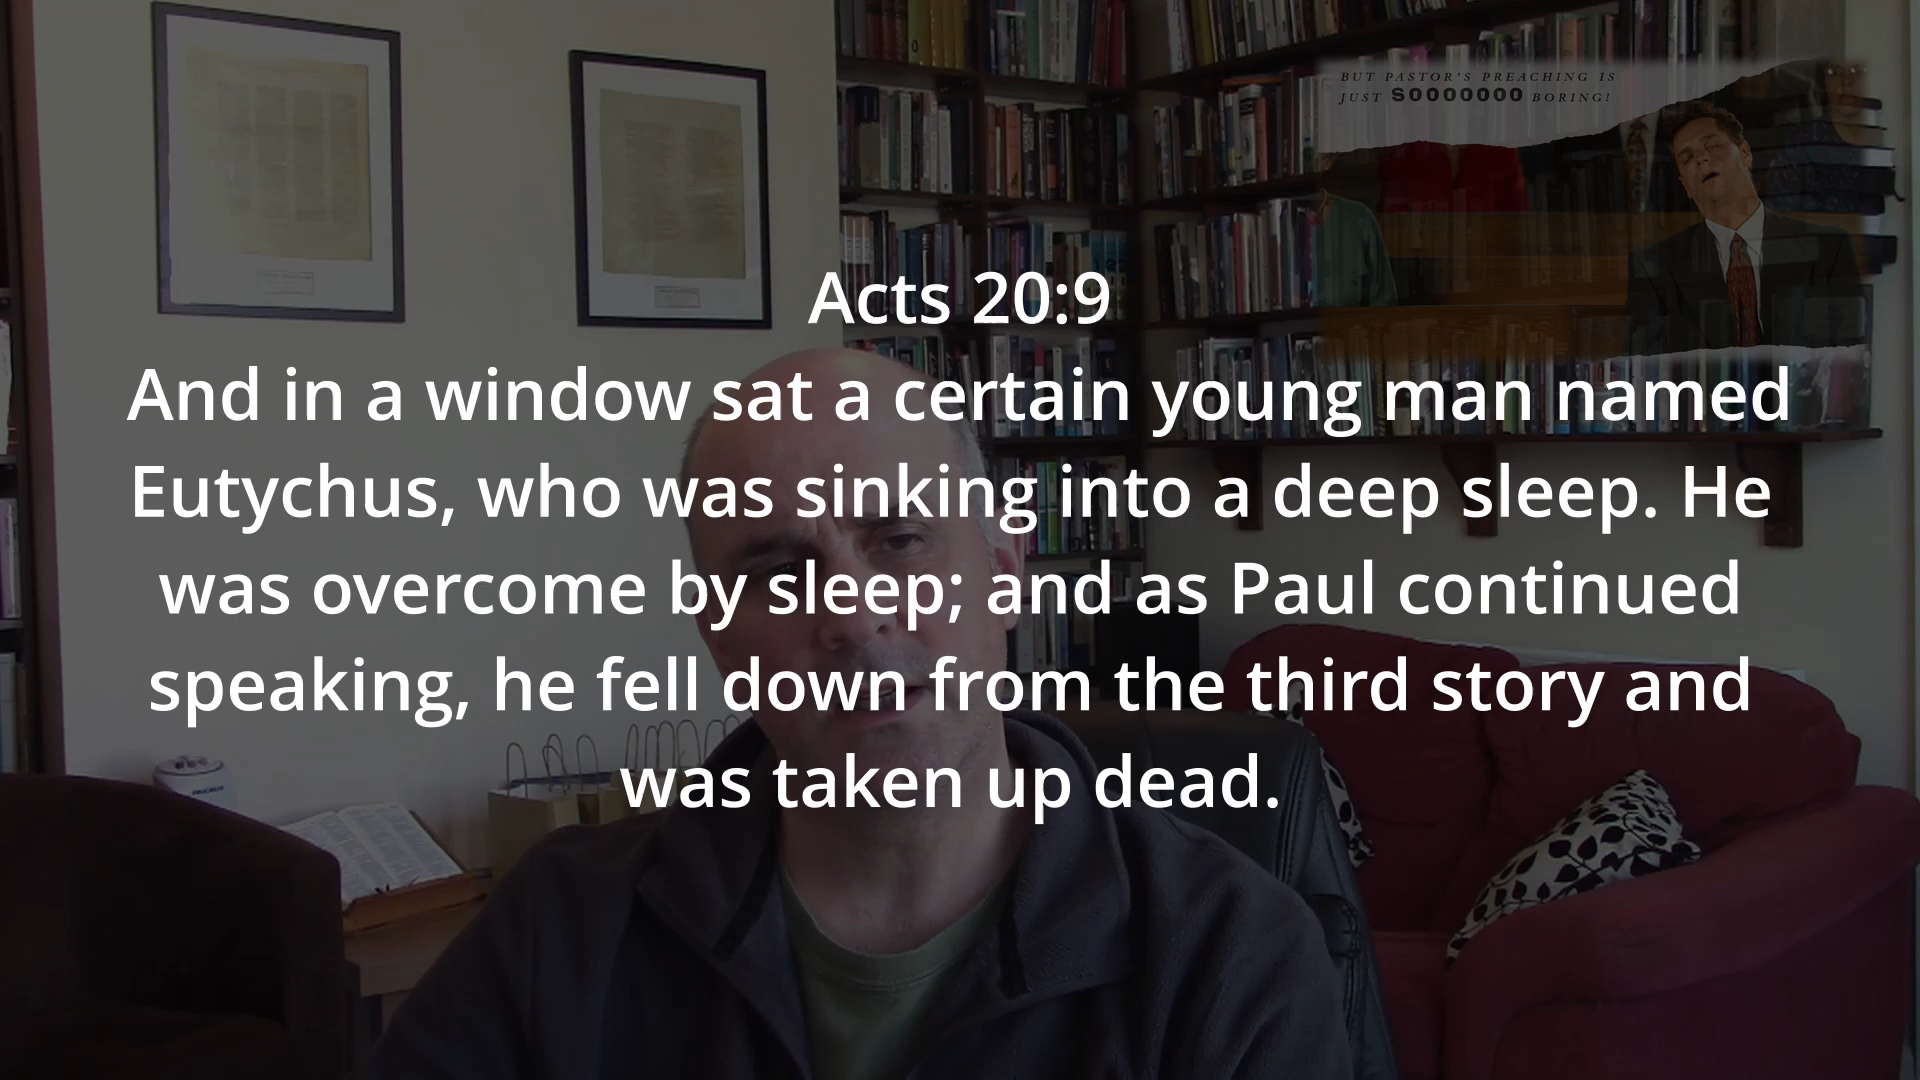 BUT PASTOR'S PREACHING IS
JUST SOOOOOOO BORING!
Acts 20:9
And in a window sat a certain young man named
Eutychus, who was sinking into a deep sleep. He
was overcome by sleep; and as Paul continued
speaking, he fell down from the third story and
was taken up dead.